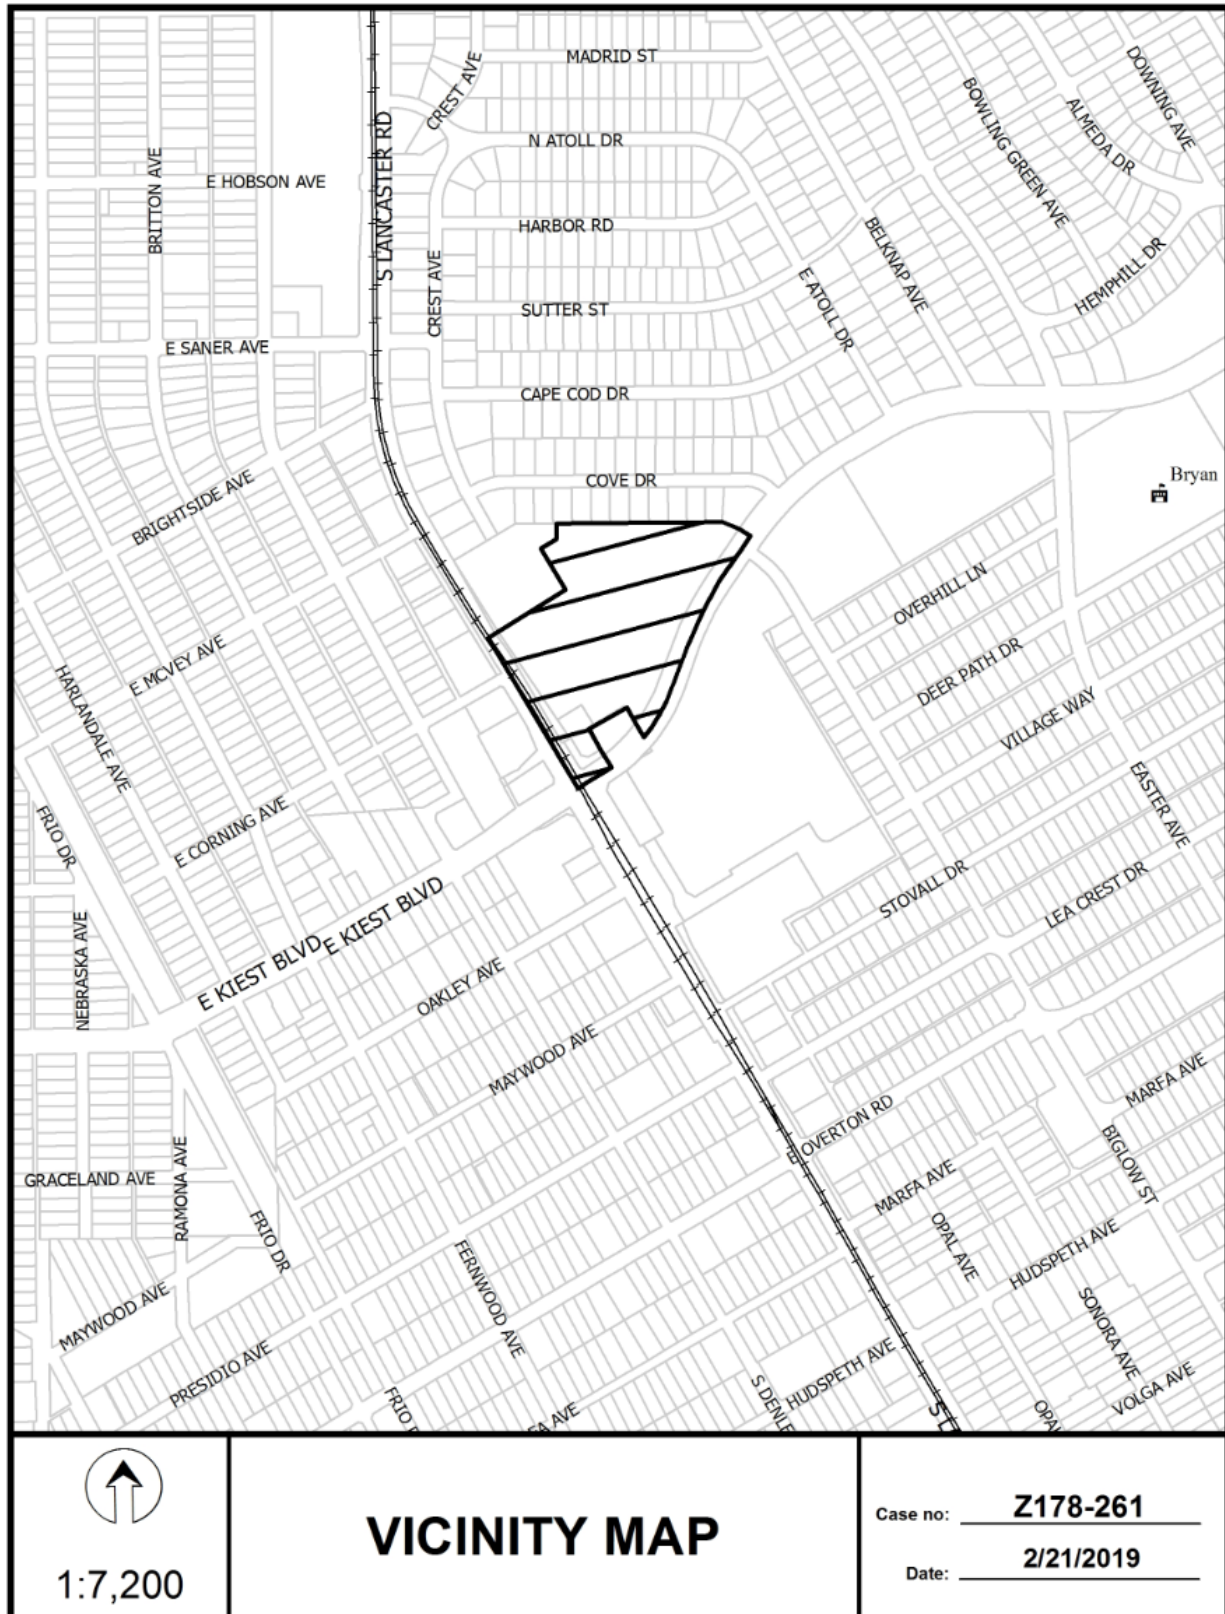 MADRID ST
CREST AVE
DOWNING AVE
BOWLING GREEN AVE
ALMEDA DR
N ATOLL DR
S LANCASTER RD
BRITTON AVE
E HOBSON AVE
HARBOR RD
BELKNAP AVE
HEMPHILL DR
CREST AVE
E ATOLL DR
SUTTER ST
E SANER AVE
CAPE COD DR
COVE DR
Bryan
BRIGHTSIDE AVE
OVERHILL LN
E MCVEY AVE
DEER PATH DR
HARLANDALE AVE
VILLAGE WAY
EASTER AVE
FRIO DR
E CORNING AVE
STOVALL DR
LEA CREST DR
E KIEST BLVD
E KIEST BLVD
NEBRASKA AVE
OAKLEY AVE
MAYWOOD AVE
MARFA AVE
E OVERTON RD
BIGLOW ST
GRACELAND AVE
RAMONA AVE
MARFA AVE
FRIO DR
OPAL AVE
HUDSPETH AVE
FERNWOOD AVE
MAYWOOD AVE
SONORA AVE
PRESIDIO AVE
HUDSPETH AVE
VOLGA AVE
S DENLE
FRIO
FA AVE
OPAL
S L
1:7,200
VICINITY MAP
Case no: Z178-261
Date: 2/21/2019